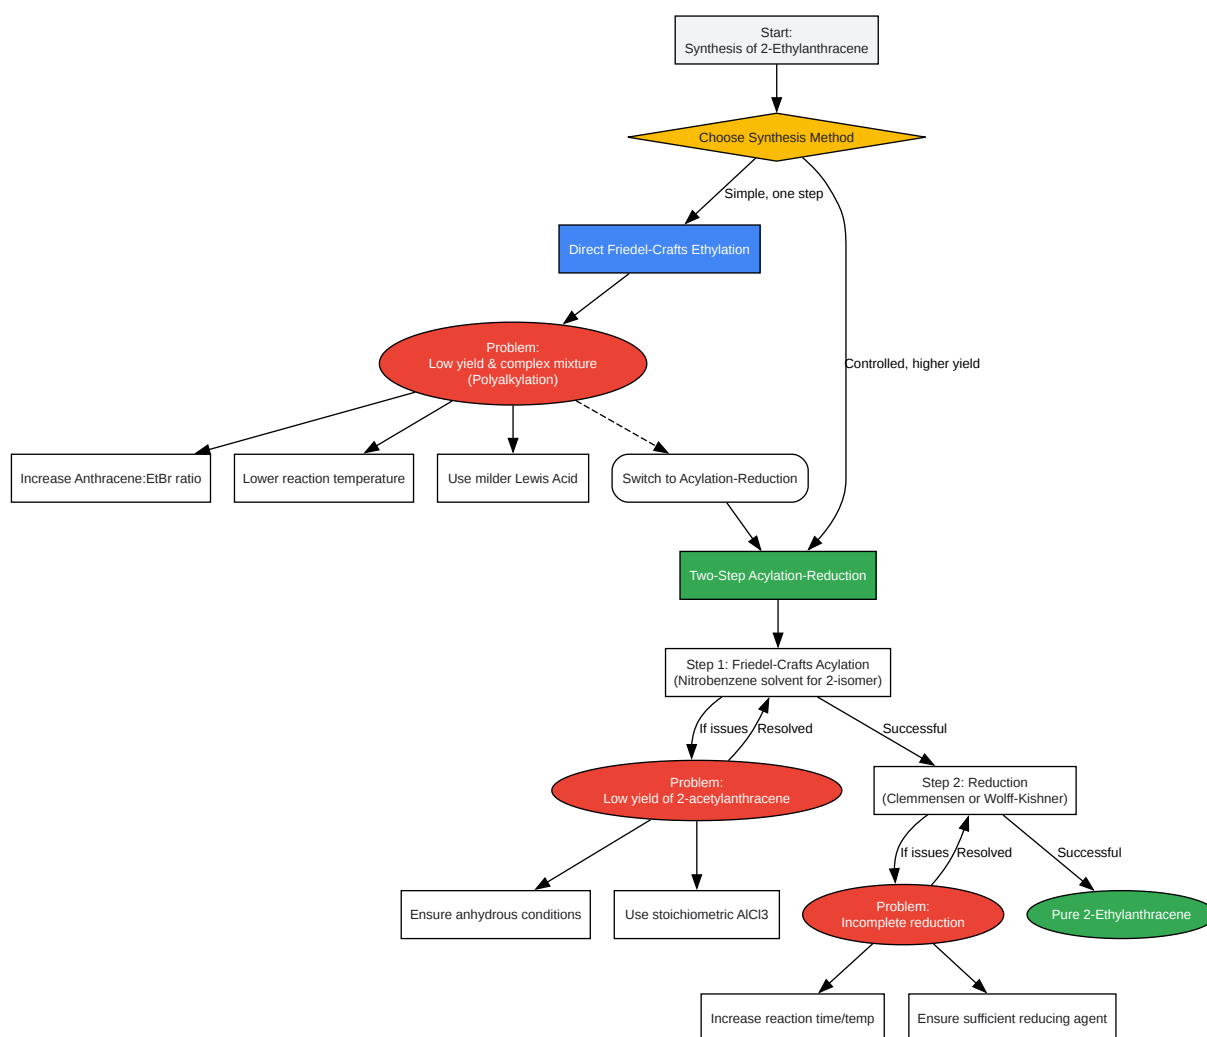 Start:
Synthesis of 2-Ethylanthracene
Choose Synthesis Method
Simple, one step
Direct Friedel-Crafts Ethylation
Problem:
Low yield & complex mixture
(Polyalkylation)
Controlled, higher yield
Increase Anthracene:EtBr ratio
Lower reaction temperature
Use milder Lewis Acid
Switch to Acylation-Reduction
Two-Step Acylation-Reduction
Step 1: Friedel-Crafts Acylation
(Nitrobenzene solvent for 2-isomer)
If issues
Resolved
Successful
Problem:
Low yield of 2-acetylanthracene
Step 2: Reduction
(Clemmensen or Wolff-Kishner)
If issues
Resolved
Successful
Ensure anhydrous conditions
Use stoichiometric AlCl3
Problem:
Incomplete reduction
Pure 2-Ethylanthracene
Increase reaction time/temp
Ensure sufficient reducing agent